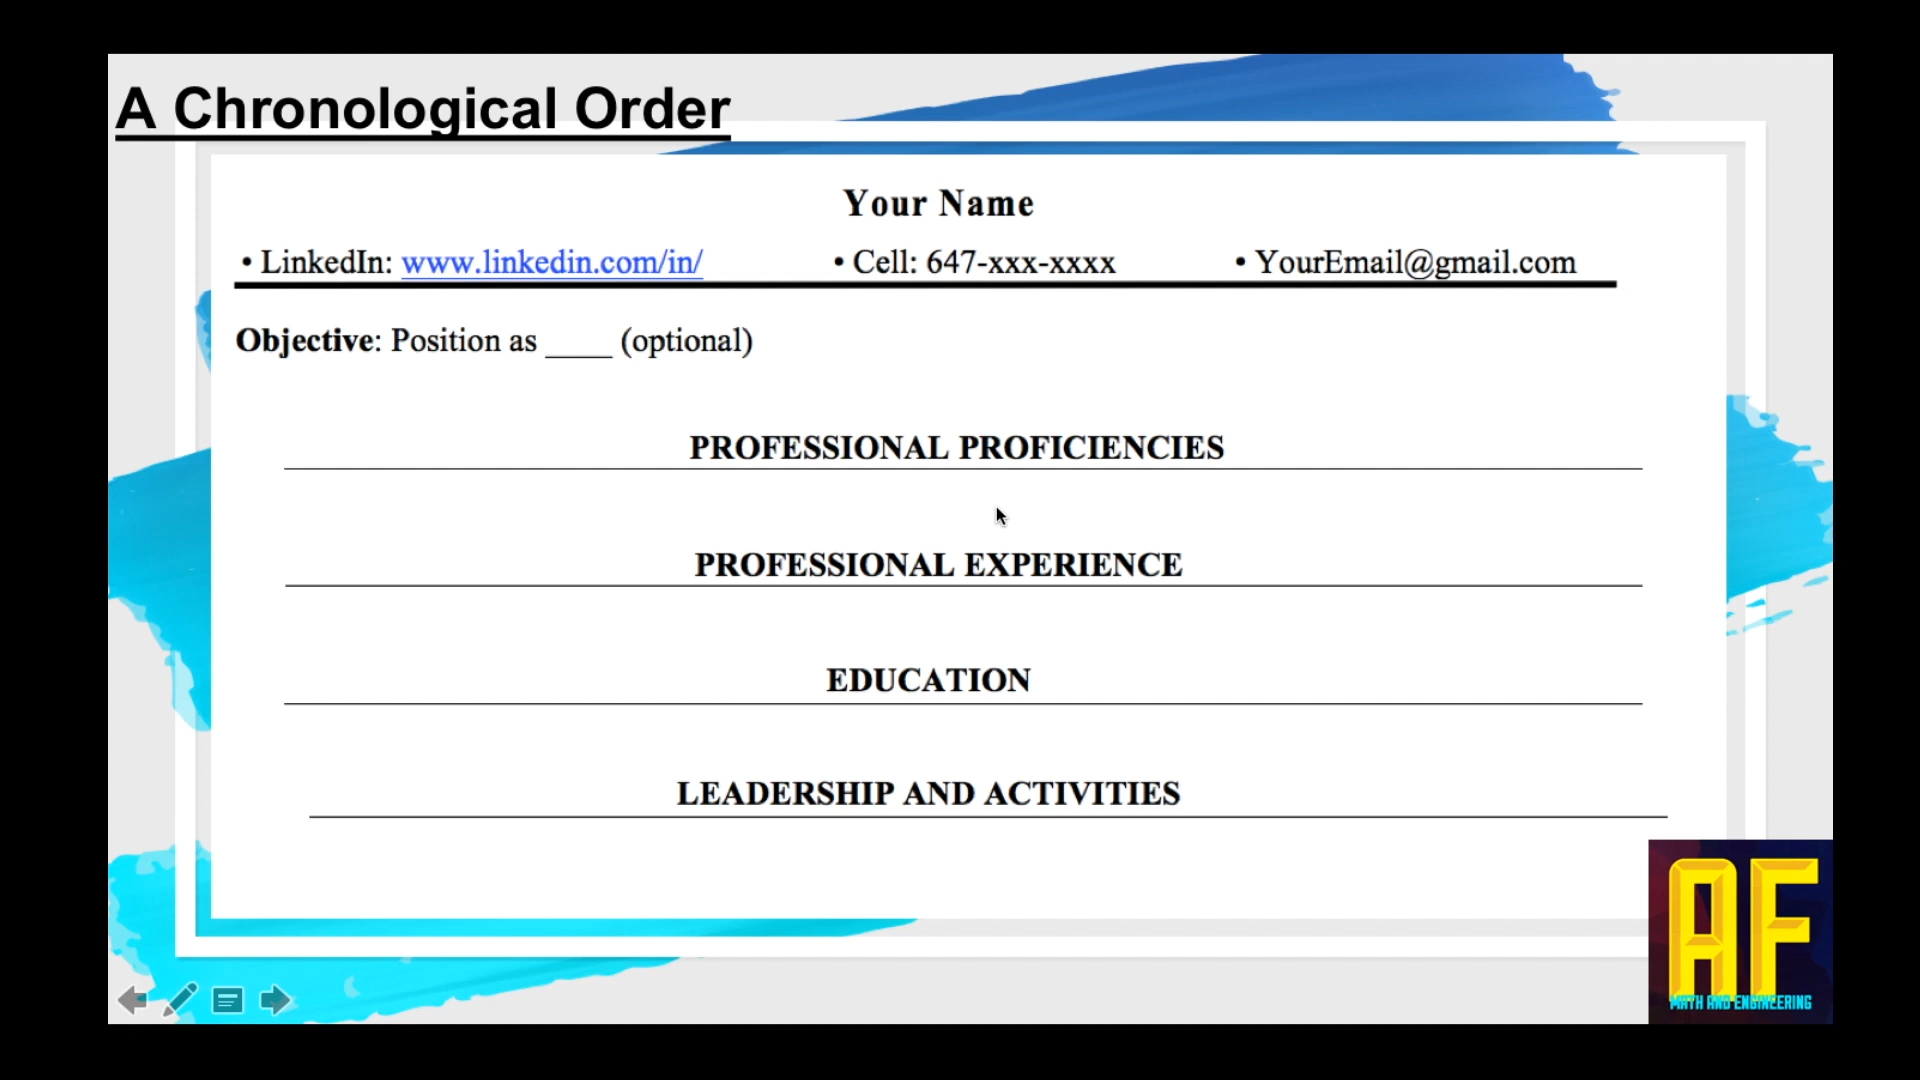 A Chronological Order
Your Name
• LinkedIn: www.linkedin.com/in/ • Cell: 647-xxx-xxxx • YourEmail@gmail.com
Objective: Position as ____ (optional)
PROFESSIONAL PROFICIENCIES
PROFESSIONAL EXPERIENCE
EDUCATION
LEADERSHIP AND ACTIVITIES
AF
MATH AND ENGINEERING